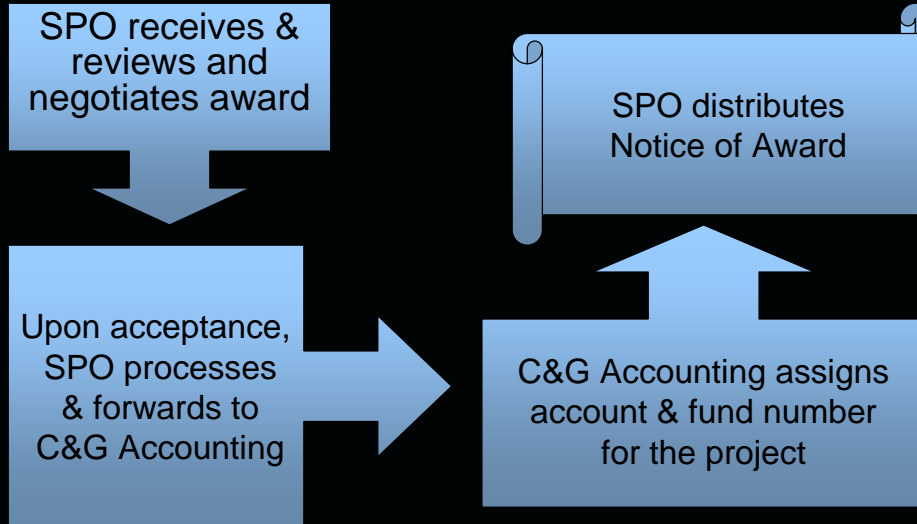 SPO receives &
reviews and
negotiates award
Upon acceptance,
SPO processes
& forwards to
C&G Accounting
C&G Accounting assigns
account & fund number
for the project
SPO distributes
Notice of Award